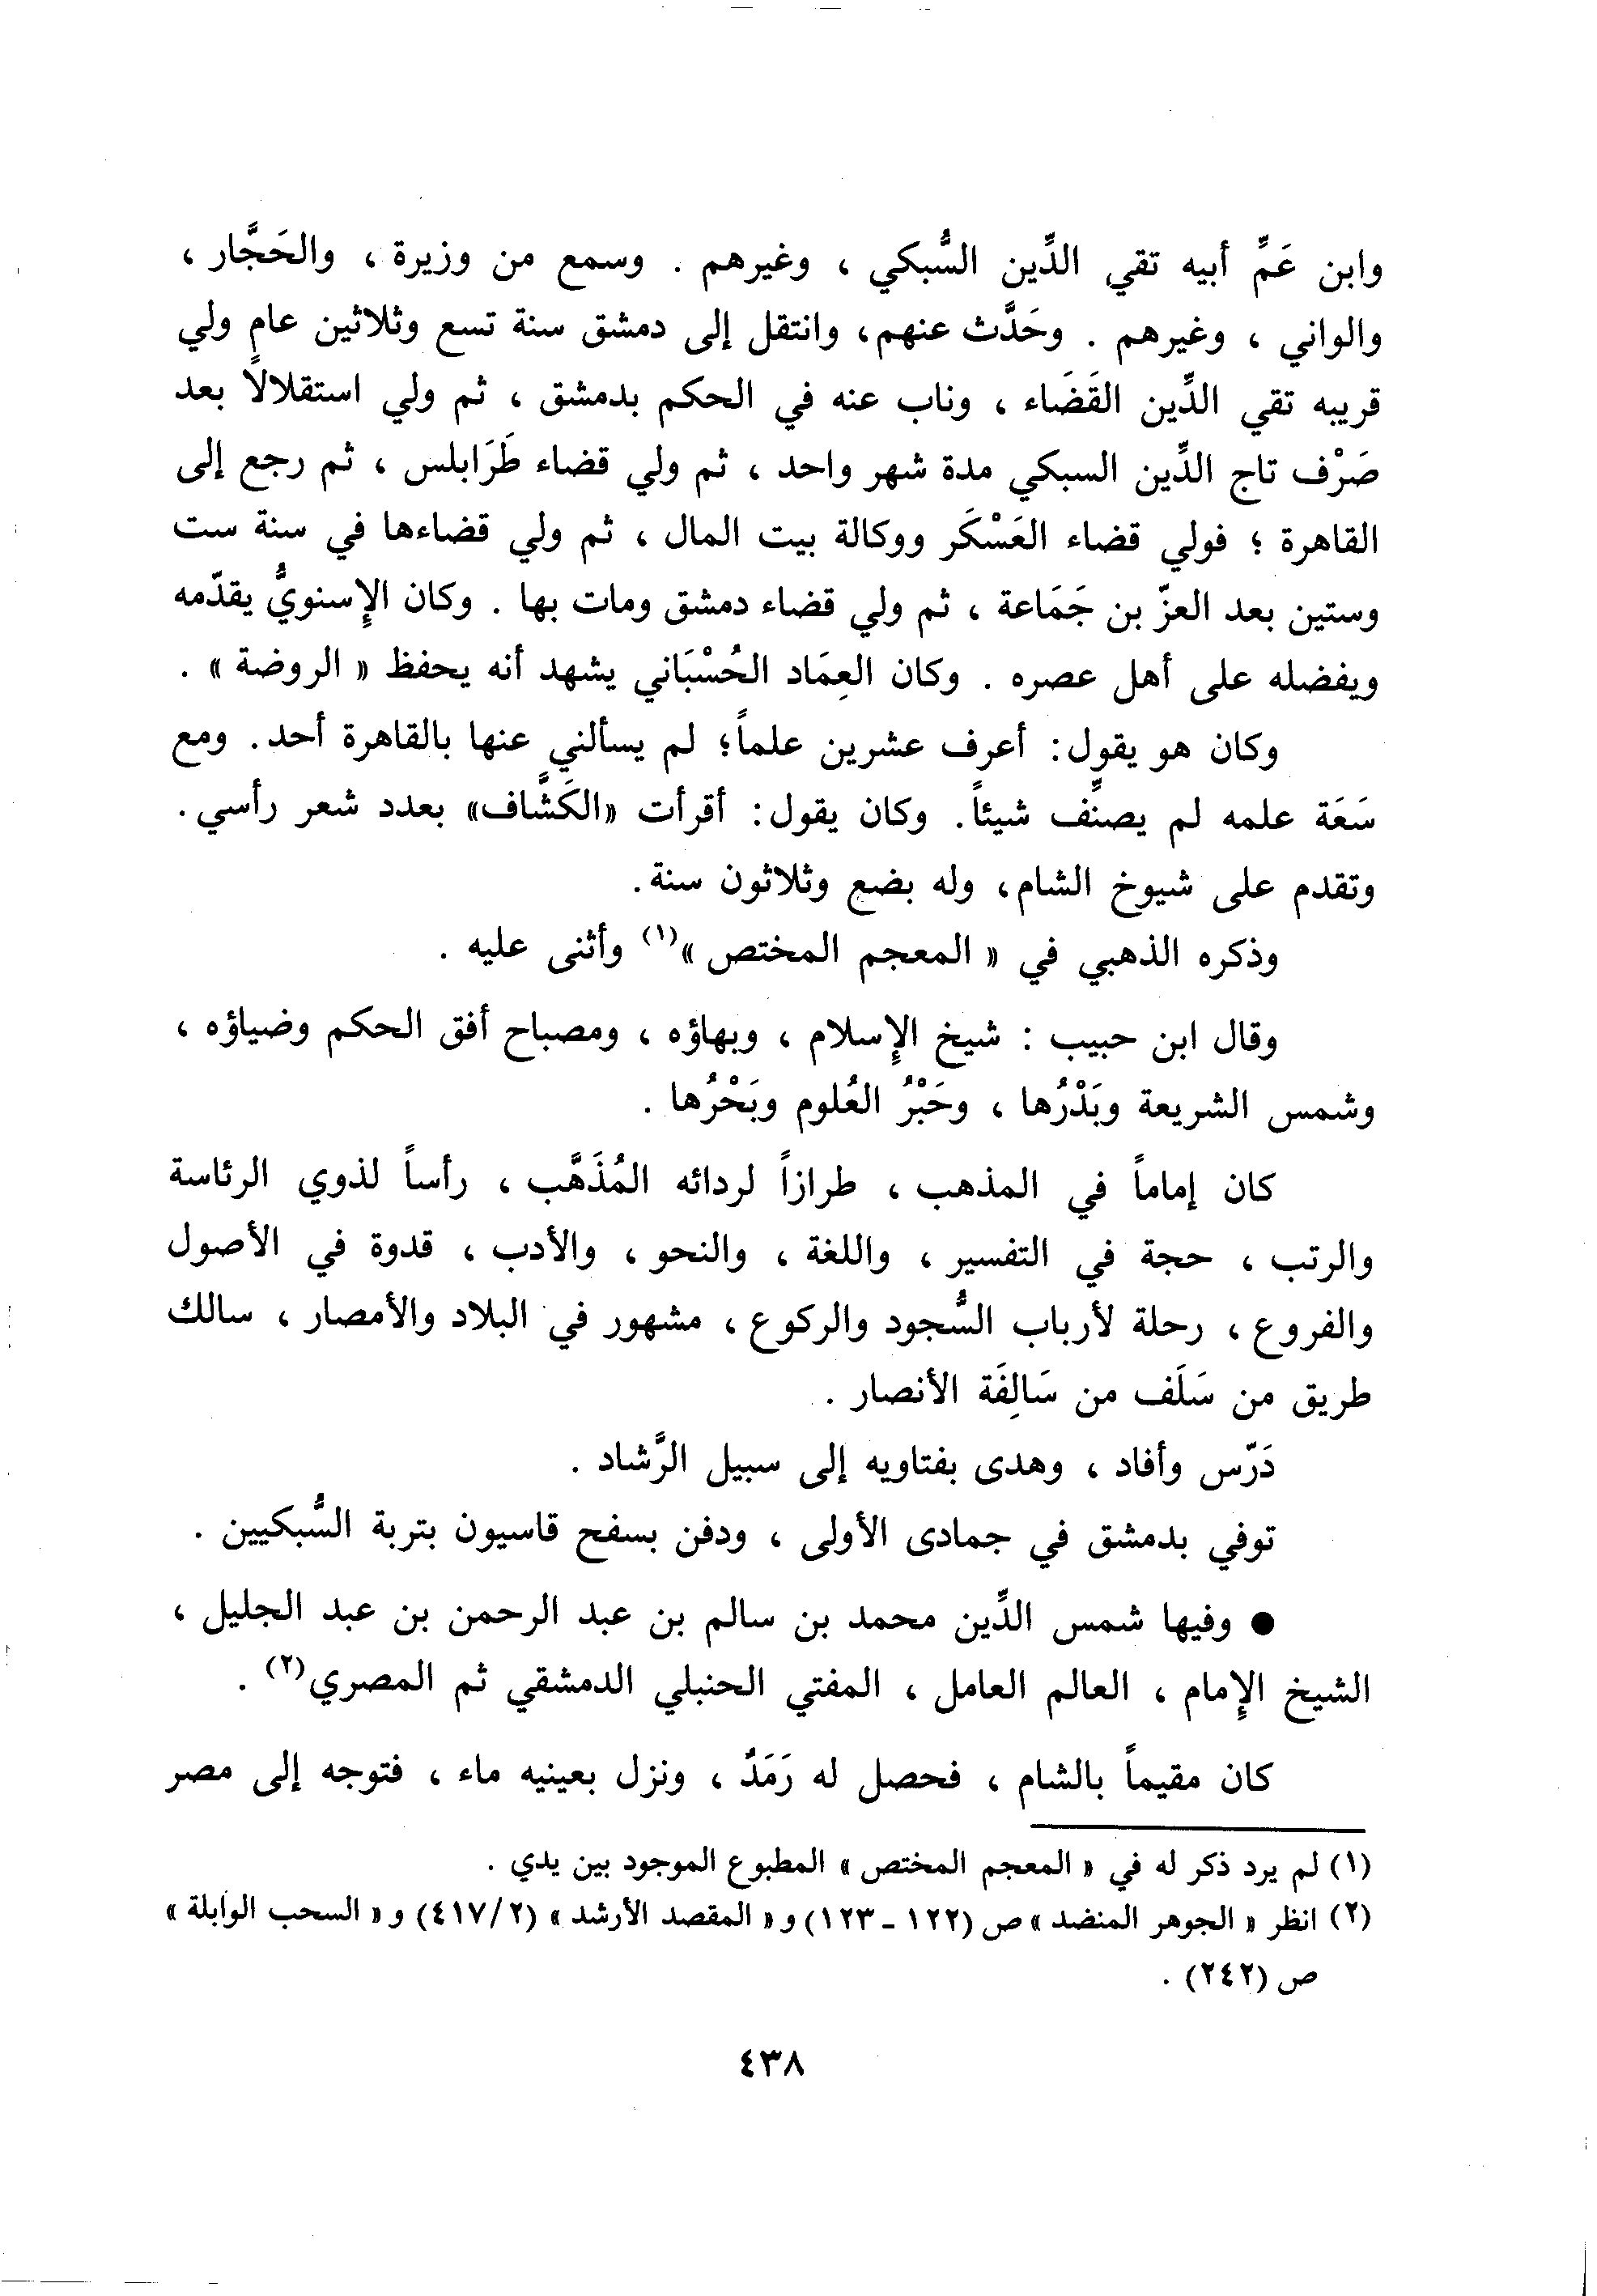 وابن عَمِّ أبيه تقي الدِّين السُّبكي ، وغيرهم . وسمع من وزيرة ، والحَجَّار ،
والواني ، وغيرهم . وحَدَّث عنهم، وانتقل إلى دمشق سنة تسع وثلاثين عام ولي
قريبه تقي الدِّين القَضَاء ، وناب عنه في الحكم بدمشق ، ثم ولي استقلالاً بعد
صَرْف تاج الدِّين السبكي مدة شهر واحد ، ثم ولي قضاء طَرَابلس ، ثم رجع إلى
القاهرة ؛ فولي قضاء العَسْكَر ووكالة بيت المال ، ثم ولي قضاءها في سنة ست
وستين بعد العزّ بن جَمَاعة ، ثم ولي قضاء دمشق ومات بها . وكان الإسنويُّ يقدّمه
ويفضله على أهل عصره . وكان العِمَاد الحُسْبَاني يشهد أنه يحفظ « الروضة » .
وكان هو يقول: أعرف عشرين علماً؛ لم يسألني عنها بالقاهرة أحد. ومع
سَعَة علمه لم يصنِّف شيئاً. وكان يقول: أقرأت «الكَشَّاف» بعدد شعر رأسي.
وتقدم على شيوخ الشام، وله بضع وثلاثون سنة.
وذكره الذهبي في « المعجم المختص »(١) وأثنى عليه .
وقال ابن حبيب : شيخ الإسلام ، وبهاؤه ، ومصباح أفق الحكم وضياؤه ،
وشمس الشريعة وبَدْرُها ، وحَبْرُ العُلوم وبَحْرُها .
كان إماماً في المذهب ، طرازاً لردائه المُذَهَّب ، رأساً لذوي الرئاسة
والرتب ، حجة في التفسير ، واللغة ، والنحو ، والأدب ، قدوة في الأصول
والفروع ، رحلة لأرباب السُّجود والركوع ، مشهور في البلاد والأمصار ، سالك
طريق من سَلَف من سَالِفَة الأنصار .
دَرّس وأفاد ، وهدى بفتاويه إلى سبيل الرَّشاد .
توفي بدمشق في جمادى الأولى ، ودفن بسفح قاسيون بتربة السُّبكيين .
● وفيها شمس الدِّين محمد بن سالم بن عبد الرحمن بن عبد الجليل ،
الشيخ الإمام ، العالم العامل ، المفتي الحنبلي الدمشقي ثم المصري(٢) .
كان مقيماً بالشام ، فحصل له رَمَدٌ ، ونزل بعينيه ماء ، فتوجه إلى مصر
(١) لم يرد ذكر له في « المعجم المختص » المطبوع الموجود بين يدي .
(٢) انظر « الجوهر المنضد » ص (١٢٢ - ١٢٣) و « المقصد الأرشد » (٤١٧/٢) و « السحب الوابلة »
ص (٢٤٢) .
٤٣٨